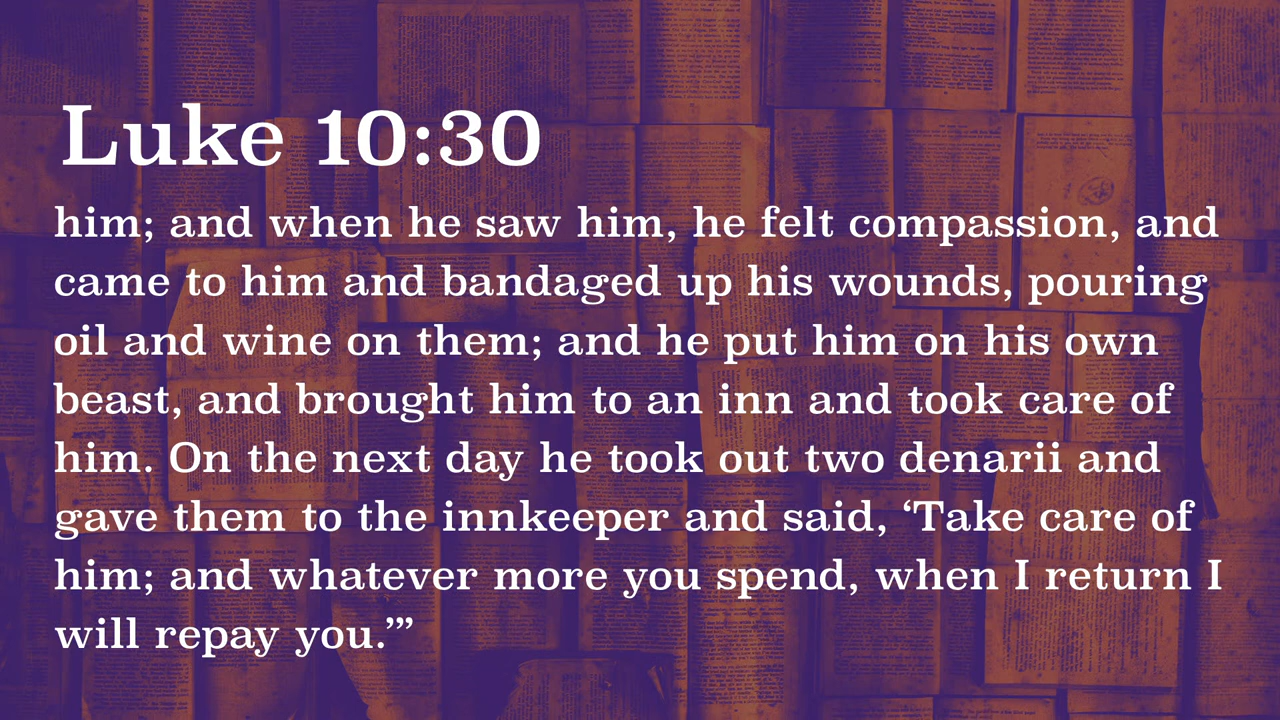 Luke 10:30
him; and when he saw him, he felt compassion, and
came to him and bandaged up his wounds, pouring
oil and wine on them; and he put him on his own
beast, and brought him to an inn and took care of
him. On the next day he took out two denarii and
gave them to the innkeeper and said, ‘Take care of
him; and whatever more you spend, when I return I
will repay you.’”